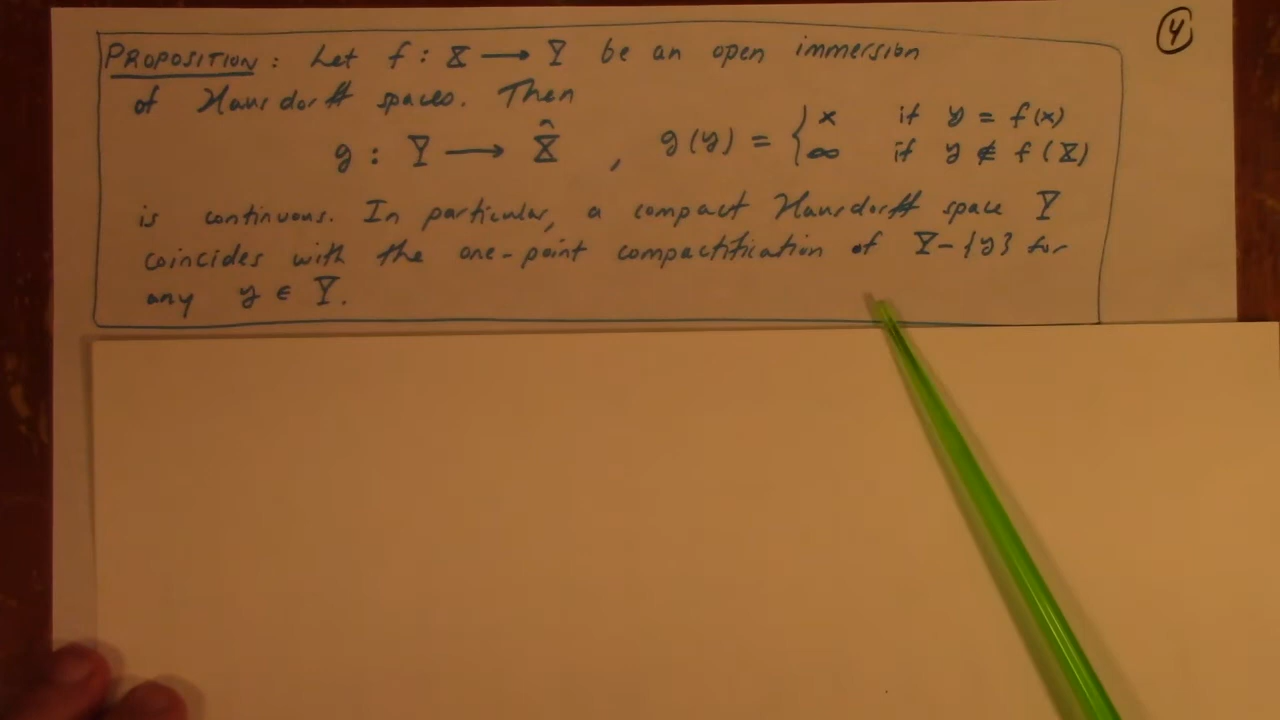 4
PROPOSITION: Let f : X → Y be an open immersion
of Hausdorff spaces. Then
g : Y → X̂ , g(y) = { x if y = f(x)
∞ if y ∉ f(X)
is continuous. In particular, a compact Hausdorff space Y
coincides with the one-point compactification of Y-{y} for
any y ∈ Y.